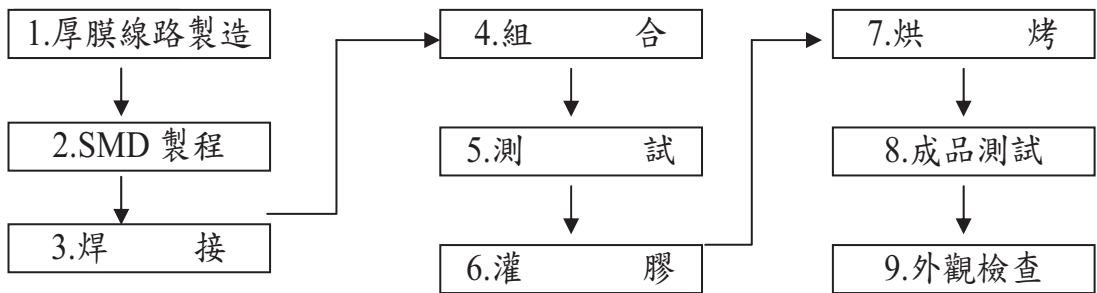 1.厚膜線路製造
2.SMD 製程
3.焊 接
4.組 合
5.測 試
6.灌 膠
7.烘 烤
8.成品測試
9.外觀檢查